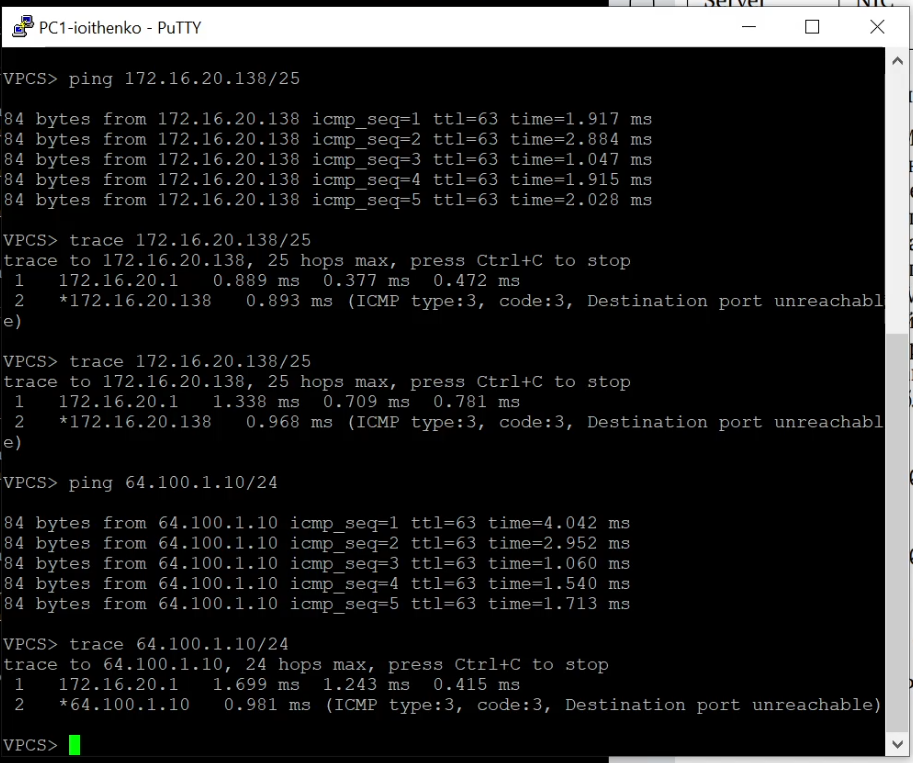 Server
NIC
PC1-ioithenko - PuTTY
VPCS> ping 172.16.20.138/25
84 bytes from 172.16.20.138 icmp_seq=1 ttl=63 time=1.917 ms
84 bytes from 172.16.20.138 icmp_seq=2 ttl=63 time=2.884 ms
84 bytes from 172.16.20.138 icmp_seq=3 ttl=63 time=1.047 ms
84 bytes from 172.16.20.138 icmp_seq=4 ttl=63 time=1.915 ms
84 bytes from 172.16.20.138 icmp_seq=5 ttl=63 time=2.028 ms
VPCS> trace 172.16.20.138/25
trace to 172.16.20.138, 25 hops max, press Ctrl+C to stop
 1   172.16.20.1   0.889 ms  0.377 ms  0.472 ms
 2   *172.16.20.138   0.893 ms (ICMP type:3, code:3, Destination port unreachabl
e)
VPCS> trace 172.16.20.138/25
trace to 172.16.20.138, 25 hops max, press Ctrl+C to stop
 1   172.16.20.1   1.338 ms  0.709 ms  0.781 ms
 2   *172.16.20.138   0.968 ms (ICMP type:3, code:3, Destination port unreachabl
e)
VPCS> ping 64.100.1.10/24
84 bytes from 64.100.1.10 icmp_seq=1 ttl=63 time=4.042 ms
84 bytes from 64.100.1.10 icmp_seq=2 ttl=63 time=2.952 ms
84 bytes from 64.100.1.10 icmp_seq=3 ttl=63 time=1.060 ms
84 bytes from 64.100.1.10 icmp_seq=4 ttl=63 time=1.540 ms
84 bytes from 64.100.1.10 icmp_seq=5 ttl=63 time=1.713 ms
VPCS> trace 64.100.1.10/24
trace to 64.100.1.10, 24 hops max, press Ctrl+C to stop
 1   172.16.20.1   1.699 ms  1.243 ms  0.415 ms
 2   *64.100.1.10   0.981 ms (ICMP type:3, code:3, Destination port unreachable)
VPCS>